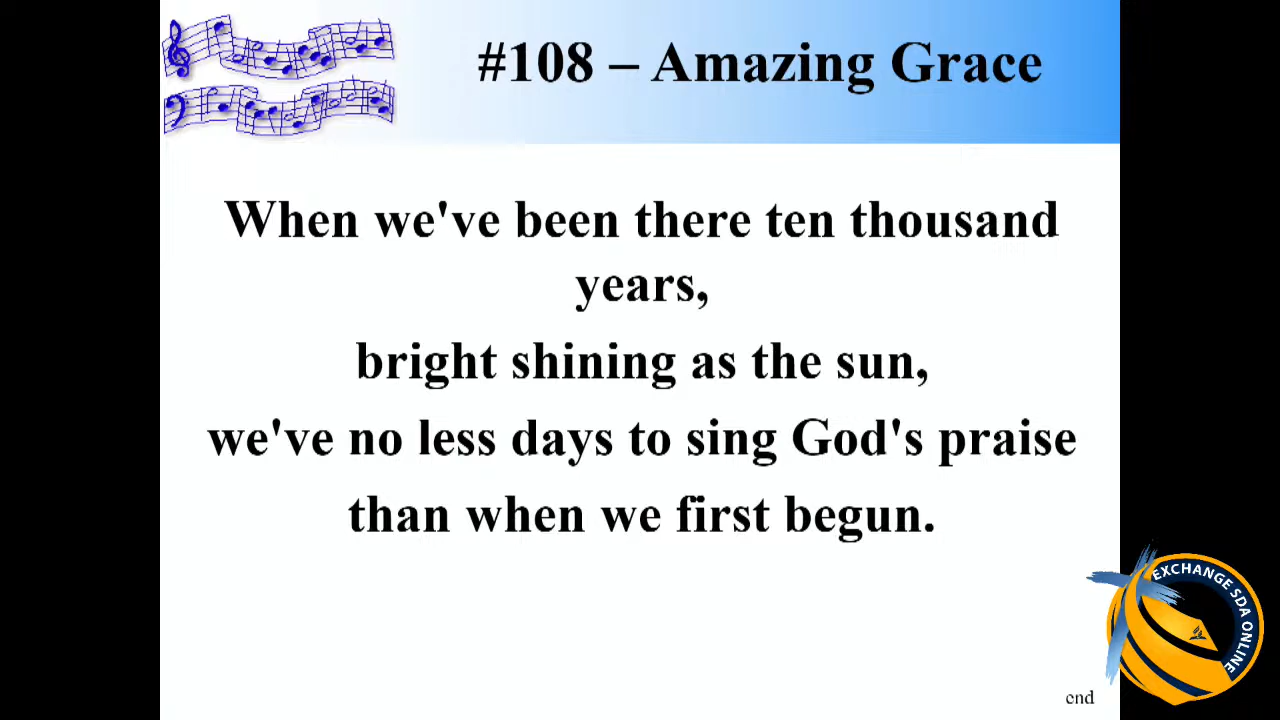 #108 – Amazing Grace
When we've been there ten thousand
years,
bright shining as the sun,
we've no less days to sing God's praise
than when we first begun.
EXCHANGE SDA ONLINE
end